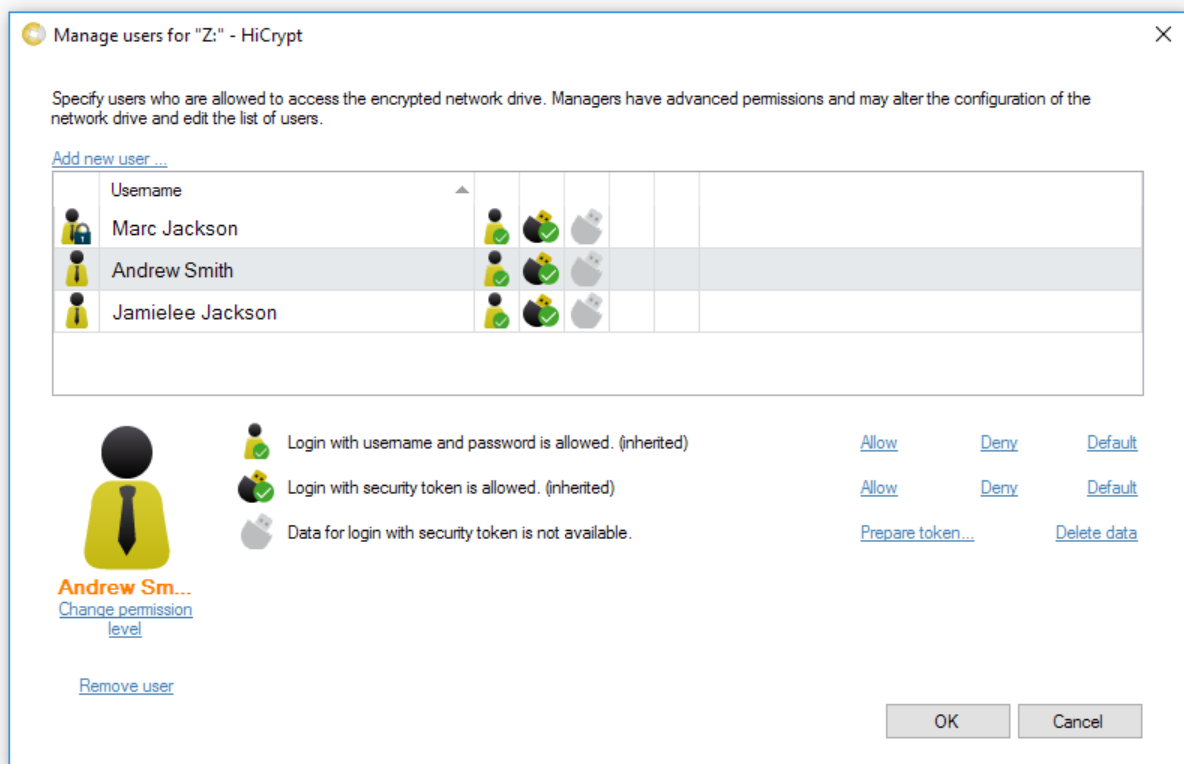 Manage users for "Z:" - HiCrypt
Specify users who are allowed to access the encrypted network drive. Managers have advanced permissions and may alter the configuration of the
network drive and edit the list of users.
Add new user ...
Username
Marc Jackson
Andrew Smith
Jamielee Jackson
Login with username and password is allowed. (inherited) Allow Deny Default
Login with security token is allowed. (inherited) Allow Deny Default
Data for login with security token is not available. Prepare token... Delete data
Andrew Sm...
Change permission
level
Remove user
OK Cancel